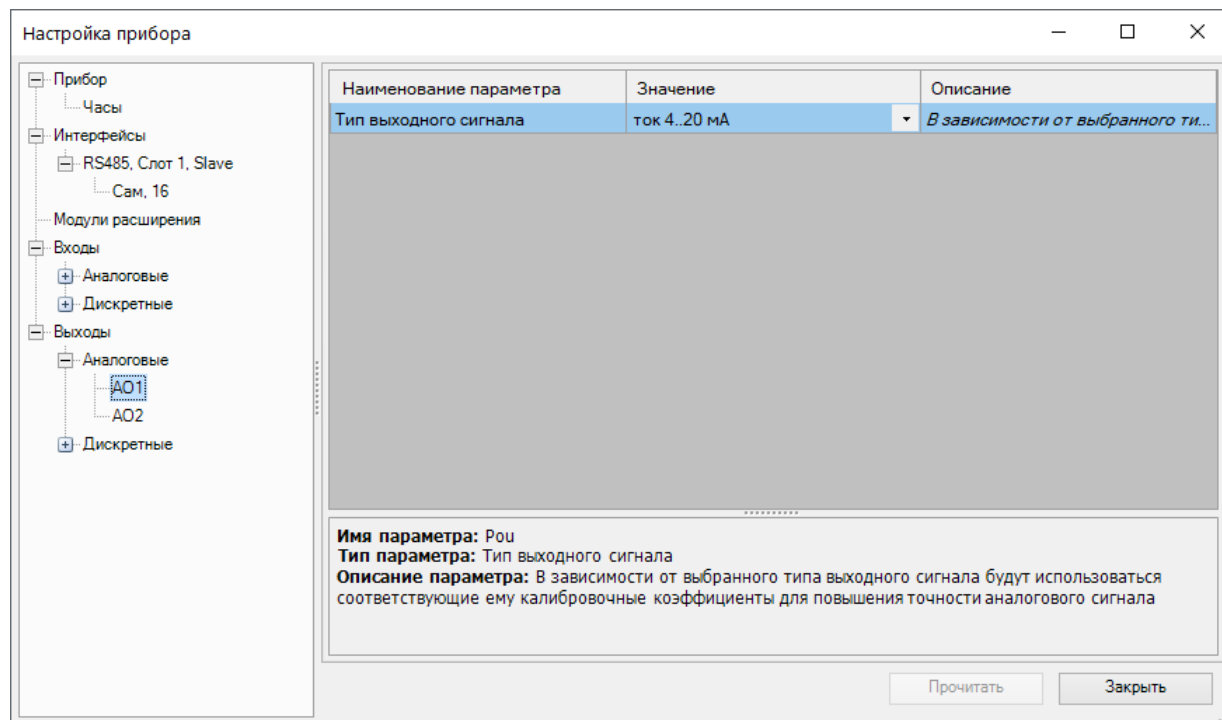 Настройка прибора
Прибор
Часы
Интерфейсы
RS485, Слот 1, Slave
Сам, 16
Модули расширения
Входы
Аналоговые
Дискретные
Выходы
Аналоговые
AO1
AO2
Дискретные
Наименование параметра Значение Описание
Тип выходного сигнала ток 4..20 мА В зависимости от выбранного ти...
Имя параметра: Pou
Тип параметра: Тип выходного сигнала
Описание параметра: В зависимости от выбранного типа выходного сигнала будут использоваться
соответствующие ему калибровочные коэффициенты для повышения точности аналогового сигнала
Прочитать Закрыть